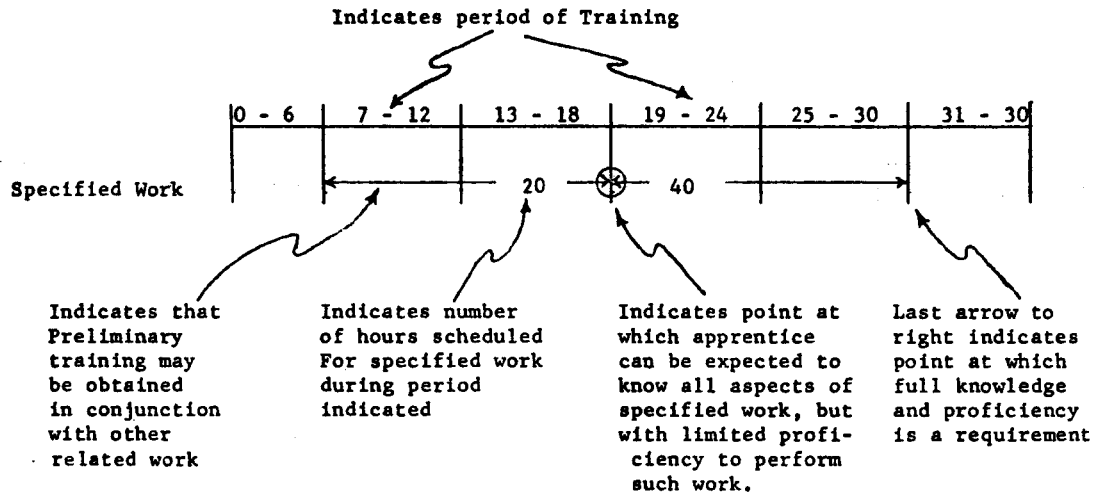 Indicates period of Training
0 - 6 7 - 12 13 - 18 19 - 24 25 - 30 31 - 30
Specified Work 20 40
Indicates that
Preliminary
training may
be obtained
in conjunction
with other
related work
Indicates number
of hours scheduled
For specified work
during period
indicated
Indicates point at
which apprentice
can be expected to
know all aspects of
specified work, but
with limited profi-
ciency to perform
such work.
Last arrow to
right indicates
point at which
full knowledge
and proficiency
is a requirement